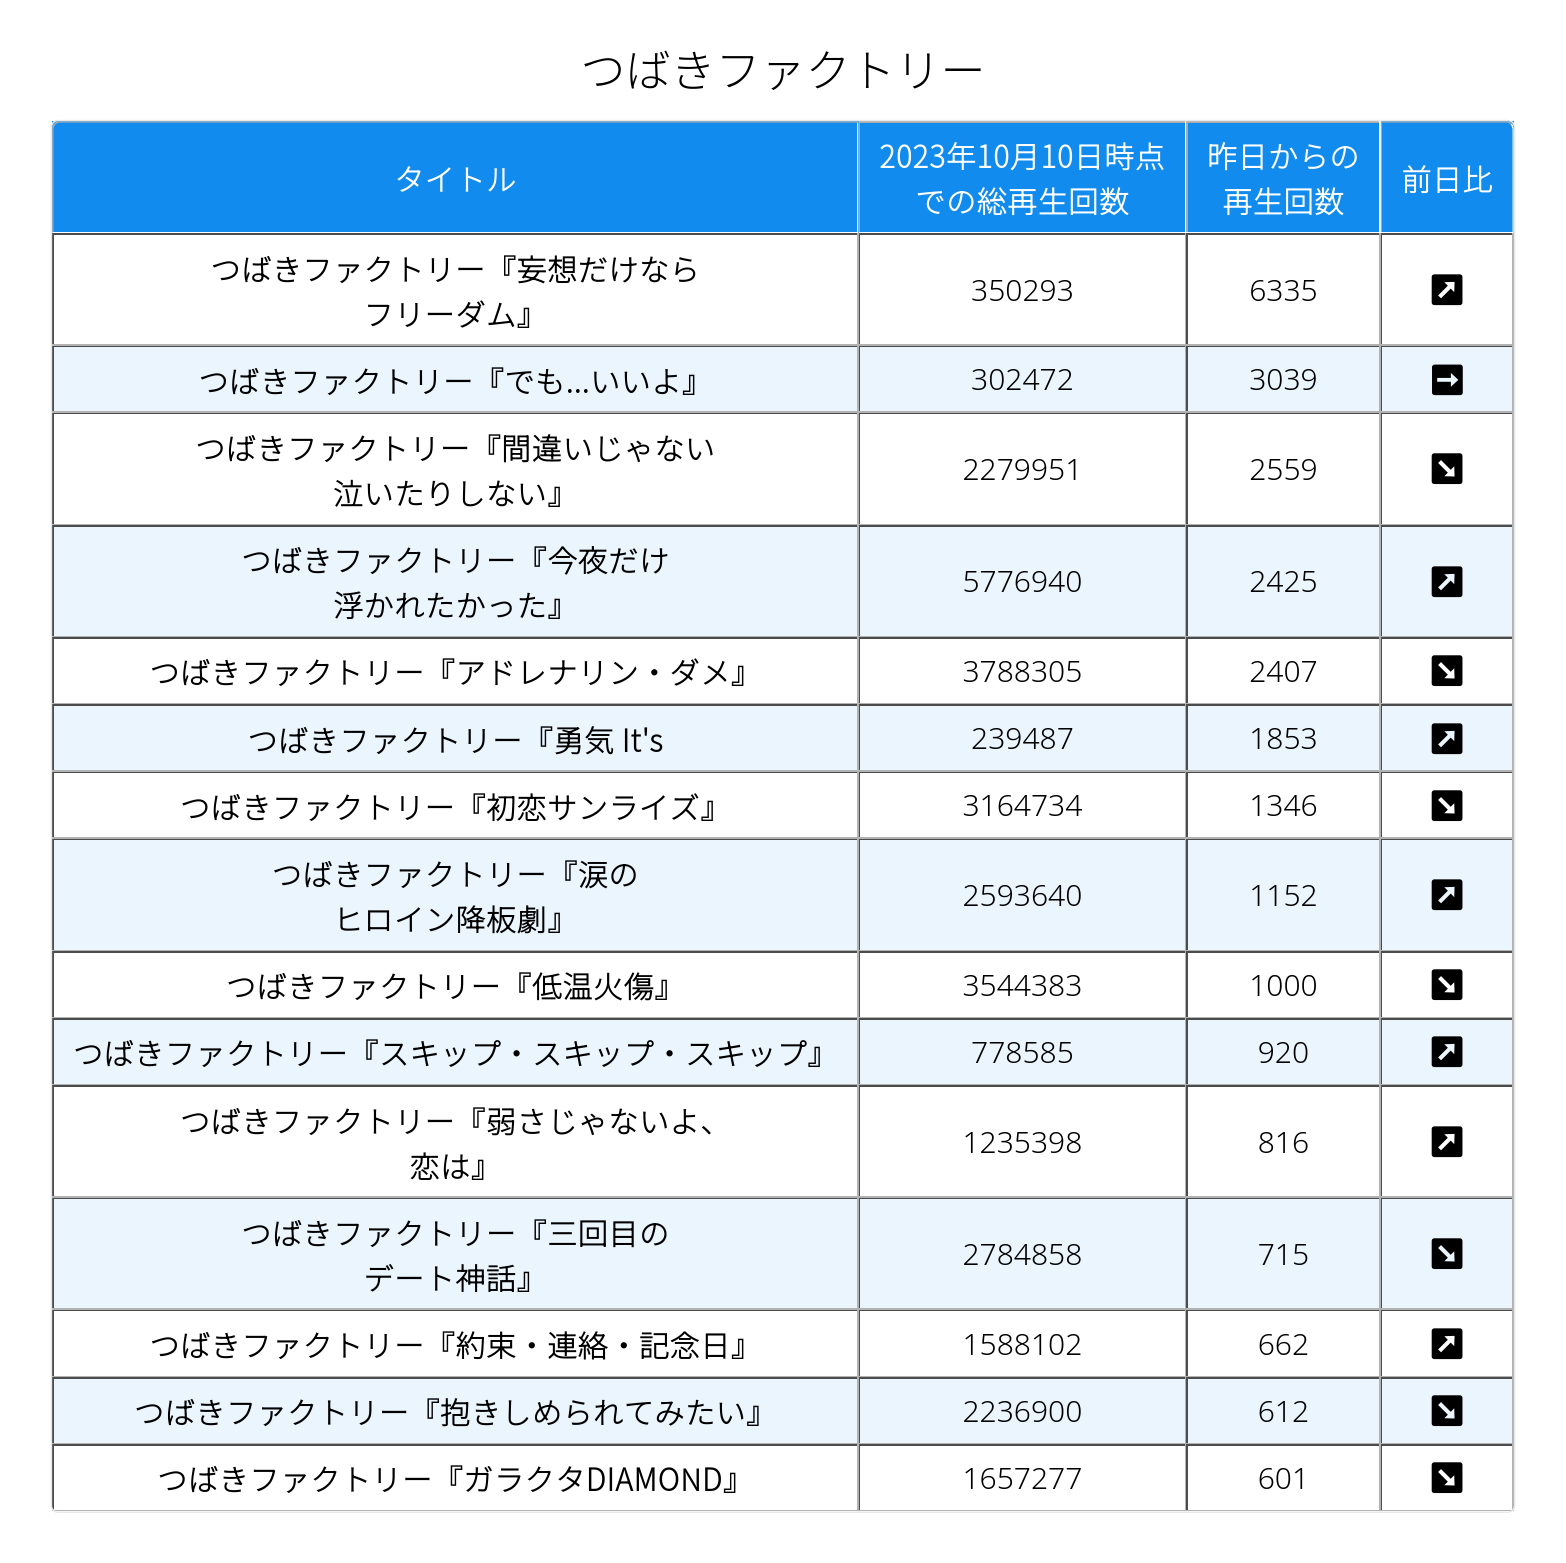 つばきファクトリー
タイトル
2023年10月10日時点
での総再生回数
昨日からの
再生回数
前日比
つばきファクトリー『妄想だけなら
フリーダム』
350293
6335
つばきファクトリー『でも...いいよ』
302472
3039
つばきファクトリー『間違いじゃない
泣いたりしない』
2279951
2559
つばきファクトリー『今夜だけ
浮かれたかった』
5776940
2425
つばきファクトリー『アドレナリン・ダメ』
3788305
2407
つばきファクトリー『勇気 It's
239487
1853
つばきファクトリー『初恋サンライズ』
3164734
1346
つばきファクトリー『涙の
ヒロイン降板劇』
2593640
1152
つばきファクトリー『低温火傷』
3544383
1000
つばきファクトリー『スキップ・スキップ・スキップ』
778585
920
つばきファクトリー『弱さじゃないよ、
恋は』
1235398
816
つばきファクトリー『三回目の
デート神話』
2784858
715
つばきファクトリー『約束・連絡・記念日』
1588102
662
つばきファクトリー『抱きしめられてみたい』
2236900
612
つばきファクトリー『ガラクタDIAMOND』
1657277
601